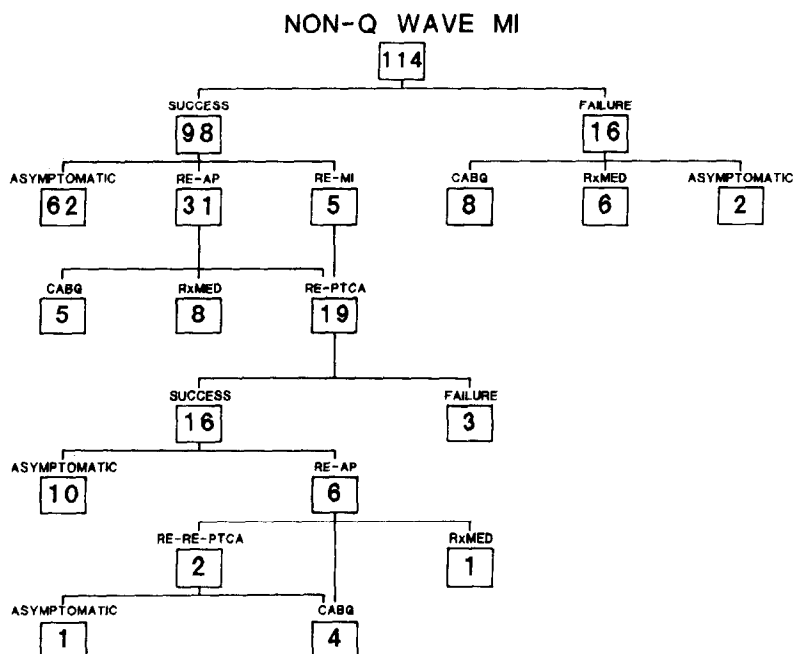 NON-Q WAVE MI
114
SUCCESS FAILURE
98 16
ASYMPTOMATIC RE-AP RE-MI CABG RxMED ASYMPTOMATIC
62 31 5 8 6 2
CABG RxMED RE-PTCA
5 8 19
SUCCESS FAILURE
16 3
ASYMPTOMATIC RE-AP
10 6
RE-RE-PTCA RxMED
2 1
ASYMPTOMATIC CABG
1 4